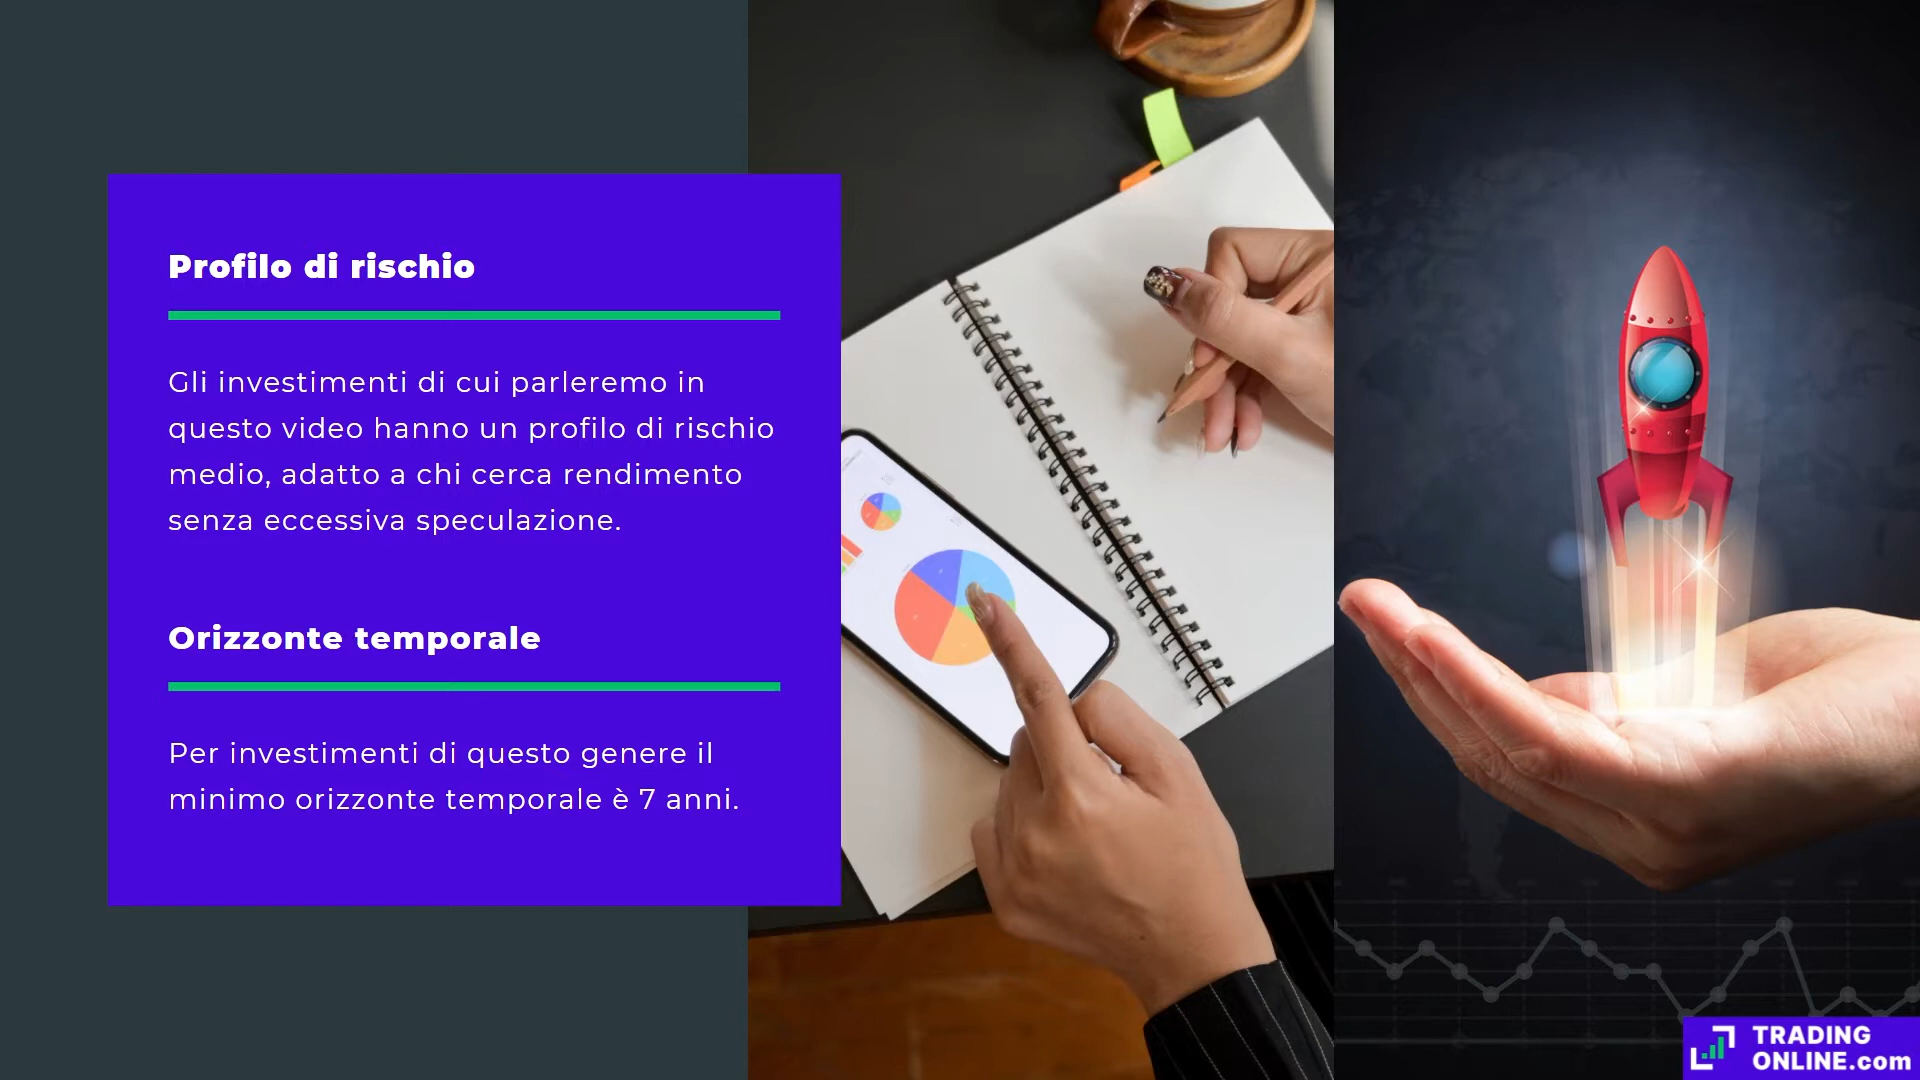 Profilo di rischio
Gli investimenti di cui parleremo in
questo video hanno un profilo di rischio
medio, adatto a chi cerca rendimento
senza eccessiva speculazione.
Orizzonte temporale
Per investimenti di questo genere il
minimo orizzonte temporale è 7 anni.
TRADING
ONLINE.com